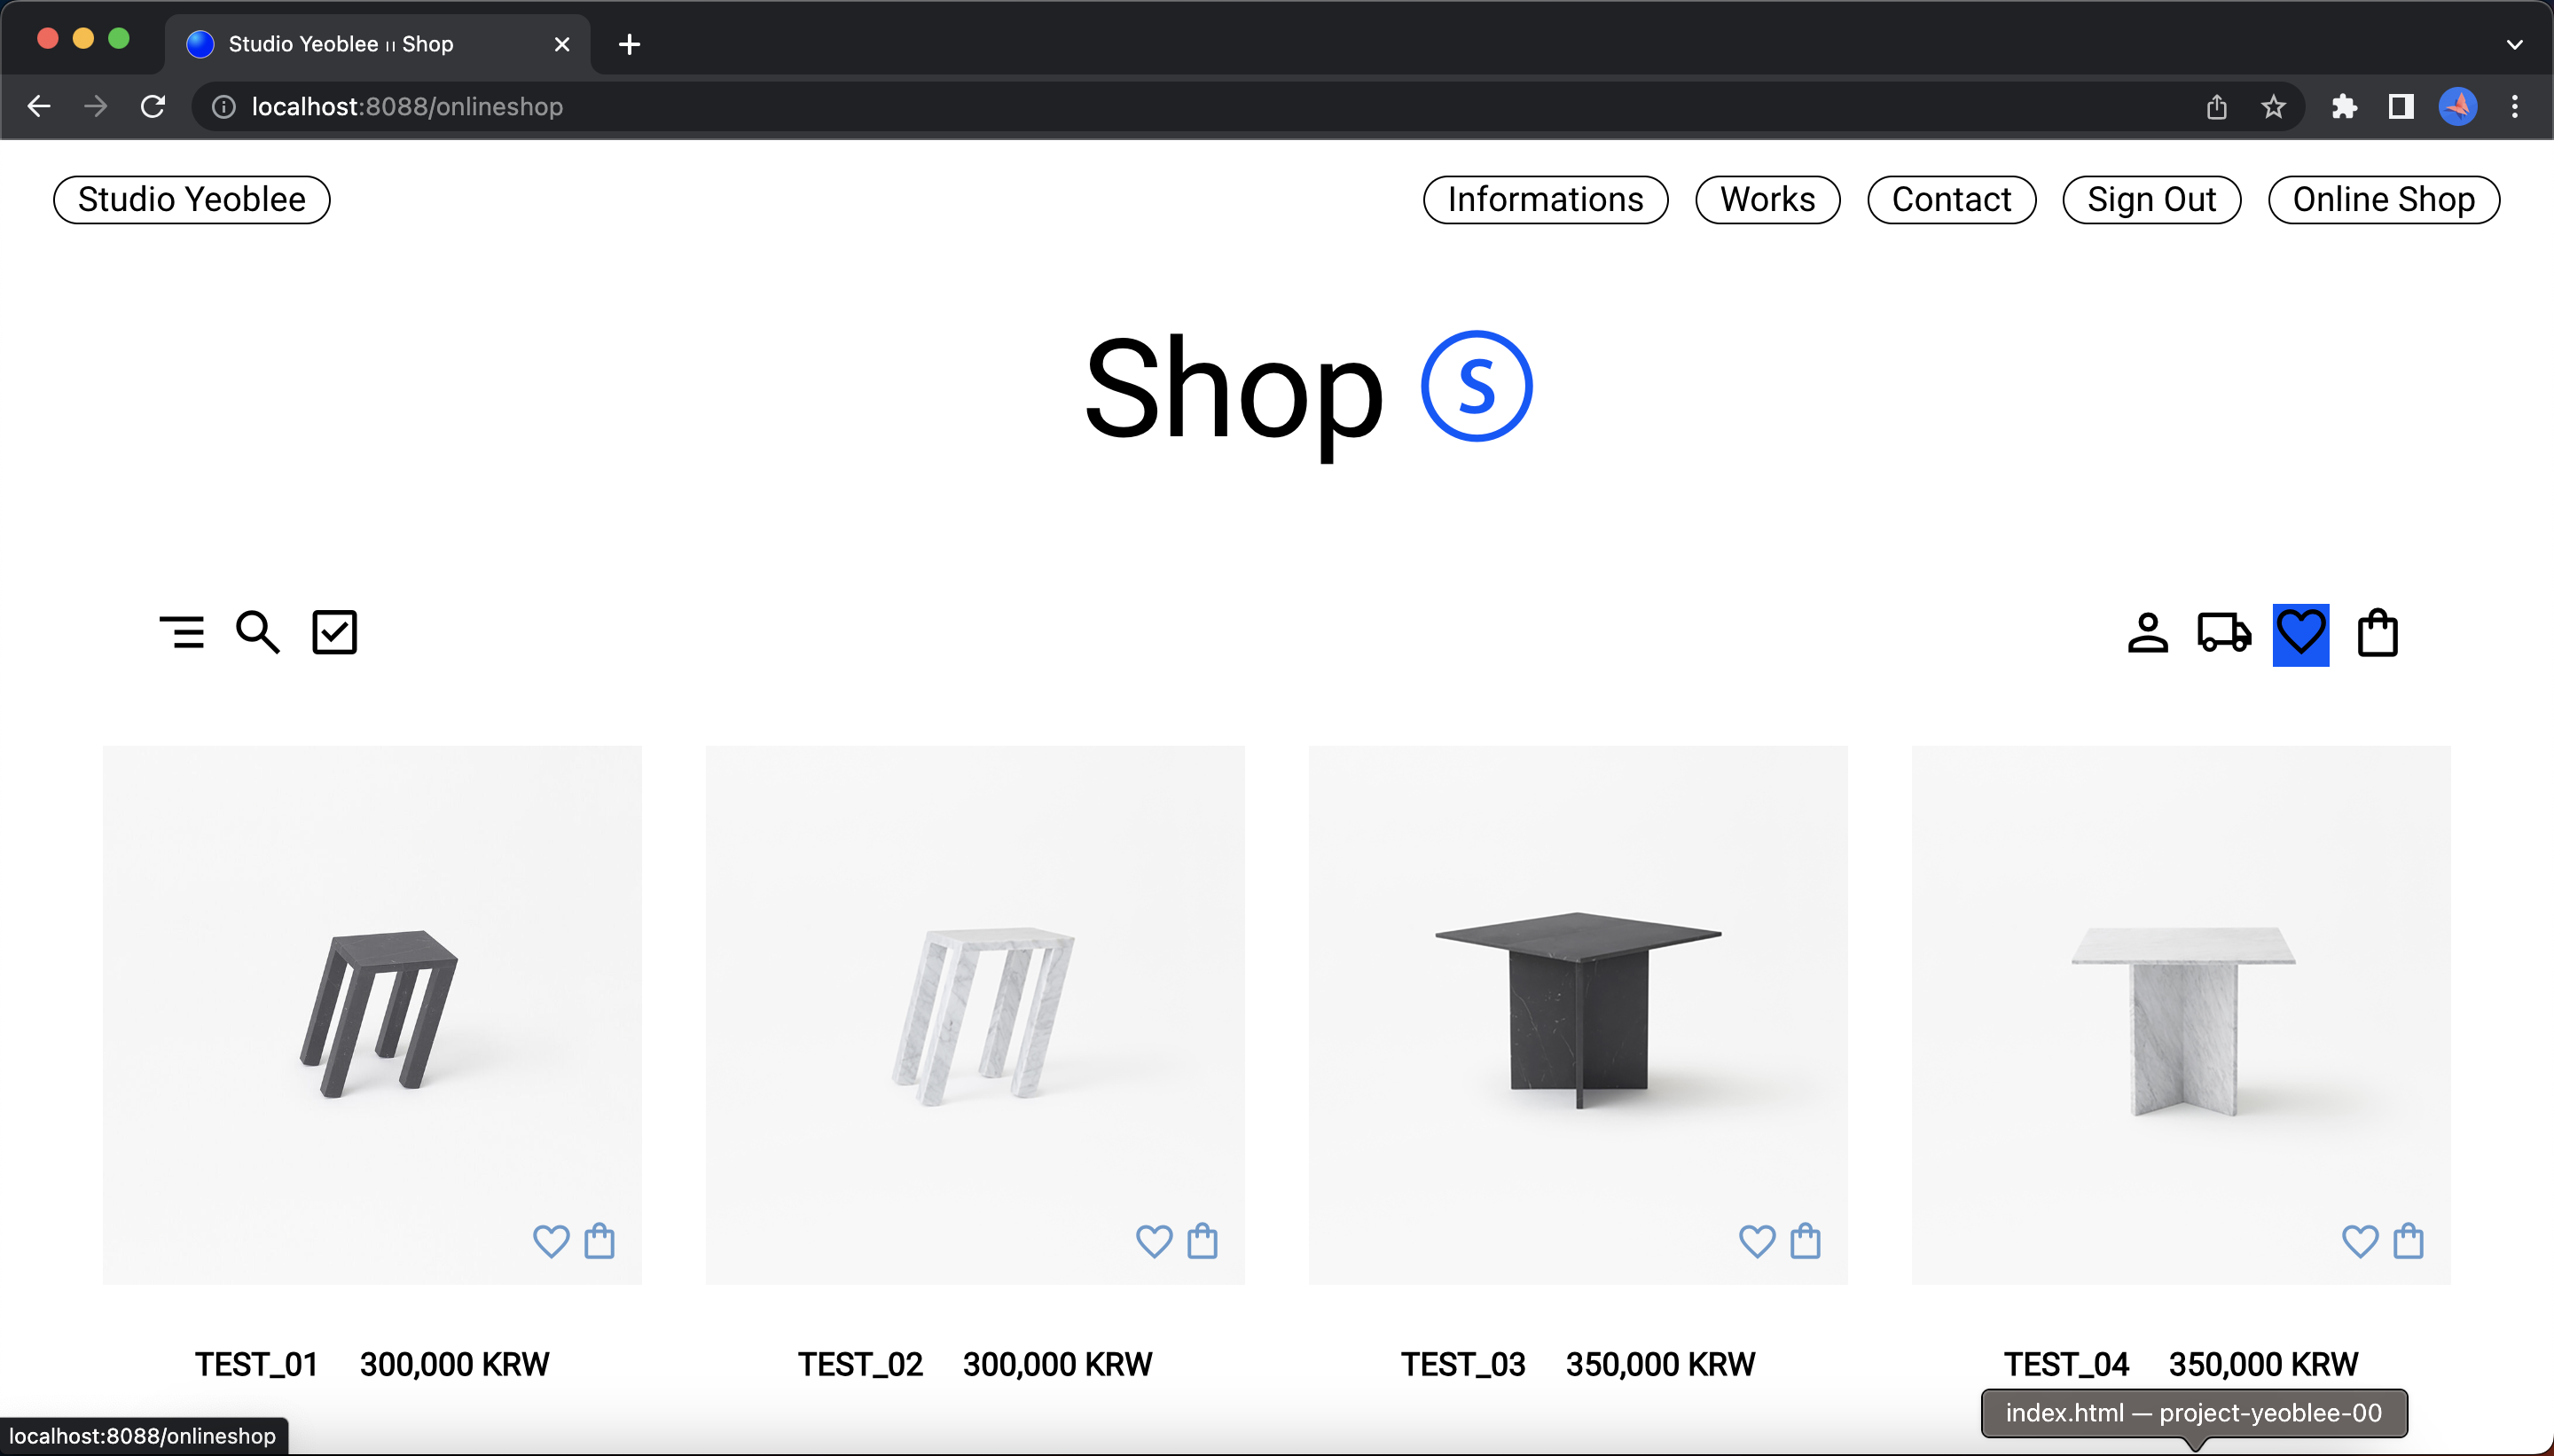 Studio Yeoblee ıı Shop
localhost:8088/onlineshop
Studio Yeoblee
Informations
Works
Contact
Sign Out
Online Shop
Shop S
TEST_01 300,000 KRW
TEST_02 300,000 KRW
TEST_03 350,000 KRW
TEST_04 350,000 KRW
index.html — project-yeoblee-00
localhost:8088/onlineshop